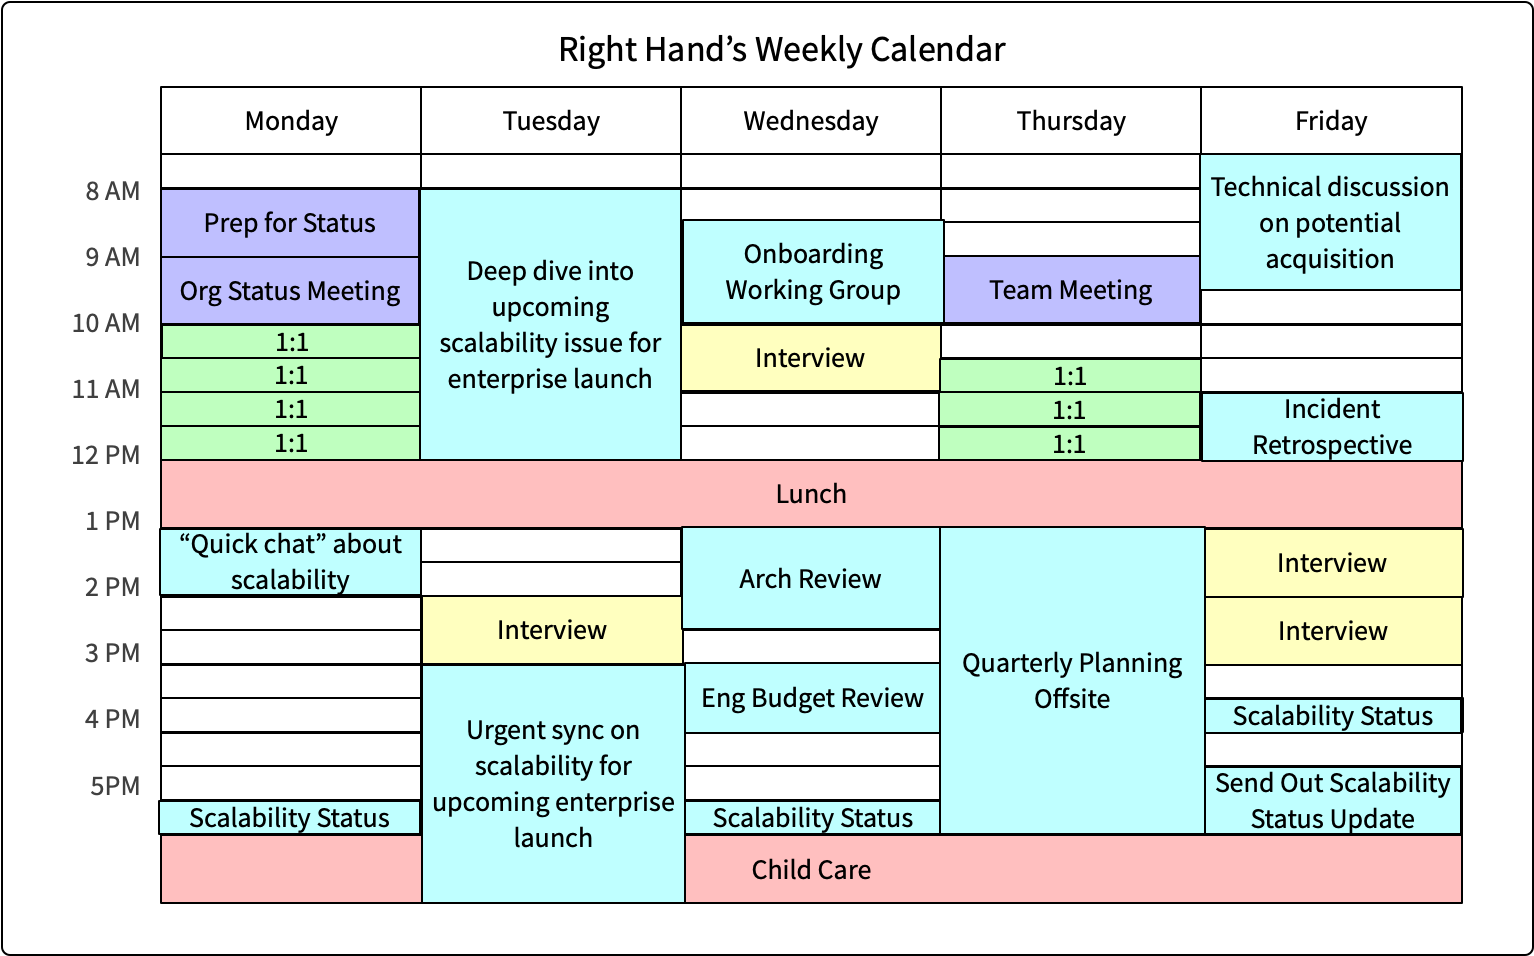 Right Hand’s Weekly Calendar
Monday
Tuesday
Wednesday
Thursday
Friday
8 AM
9 AM
10 AM
11 AM
12 PM
1 PM
2 PM
3 PM
4 PM
5PM
Prep for Status
Org Status Meeting
1:1
1:1
1:1
1:1
Deep dive into
upcoming
scalability issue for
enterprise launch
Onboarding
Working Group
Interview
Team Meeting
1:1
1:1
1:1
Technical discussion
on potential
acquisition
Incident
Retrospective
Lunch
“Quick chat” about
scalability
Scalability Status
Interview
Urgent sync on
scalability for
upcoming enterprise
launch
Arch Review
Eng Budget Review
Scalability Status
Quarterly Planning
Offsite
Interview
Interview
Scalability Status
Send Out Scalability
Status Update
Child Care